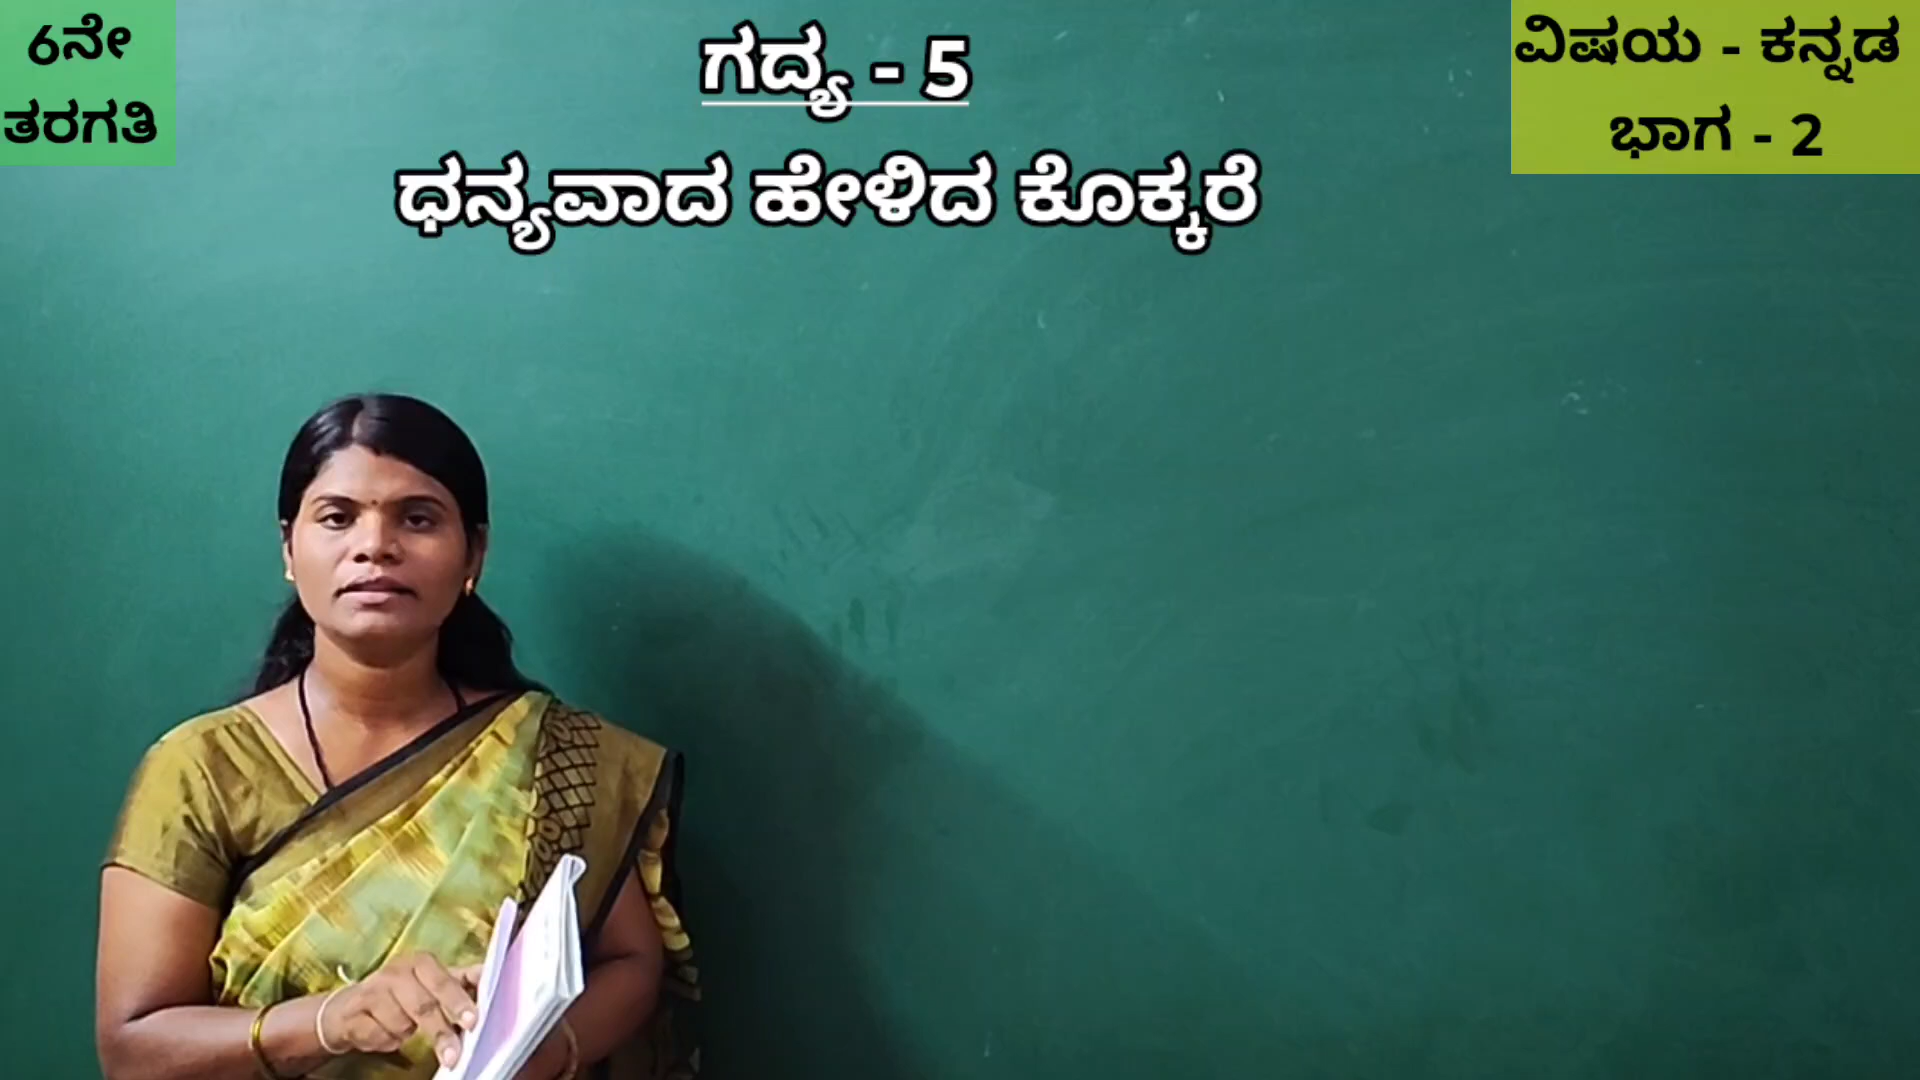 6ನೇ
ತರಗತಿ
ಗದ್ಯ - 5
ಧನ್ಯವಾದ ಹೇಳಿದ ಕೊಕ್ಕರೆ
ವಿಷಯ - ಕನ್ನಡ
ಭಾಗ - 2